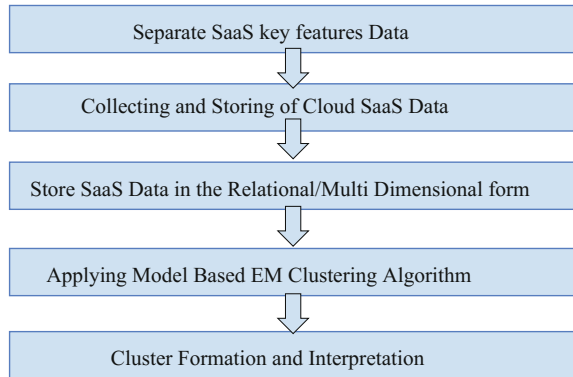 Separate SaaS key features Data
Collecting and Storing of Cloud SaaS Data
Store SaaS Data in the Relational/Multi Dimensional form
Applying Model Based EM Clustering Algorithm
Cluster Formation and Interpretation